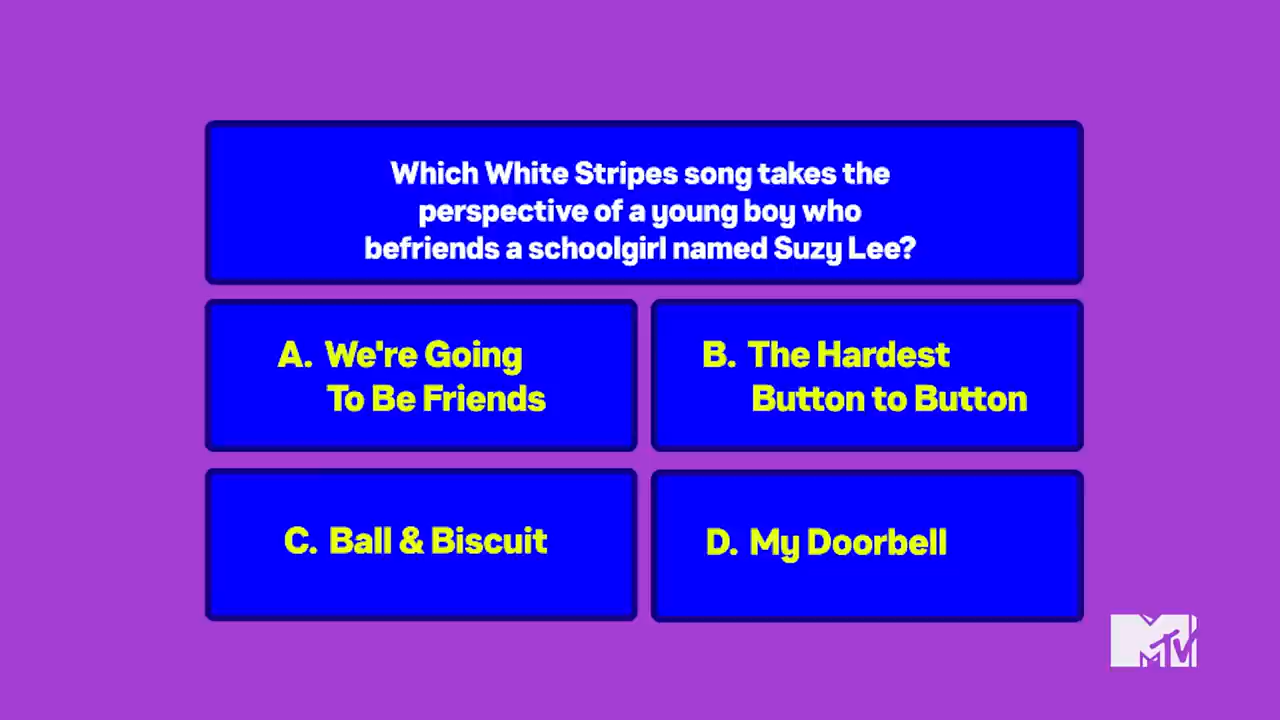 Which White Stripes song takes the
perspective of a young boy who
befriends a schoolgirl named Suzy Lee?
A. We're Going
To Be Friends
B. The Hardest
Button to Button
C. Ball & Biscuit
D. My Doorbell
MTV